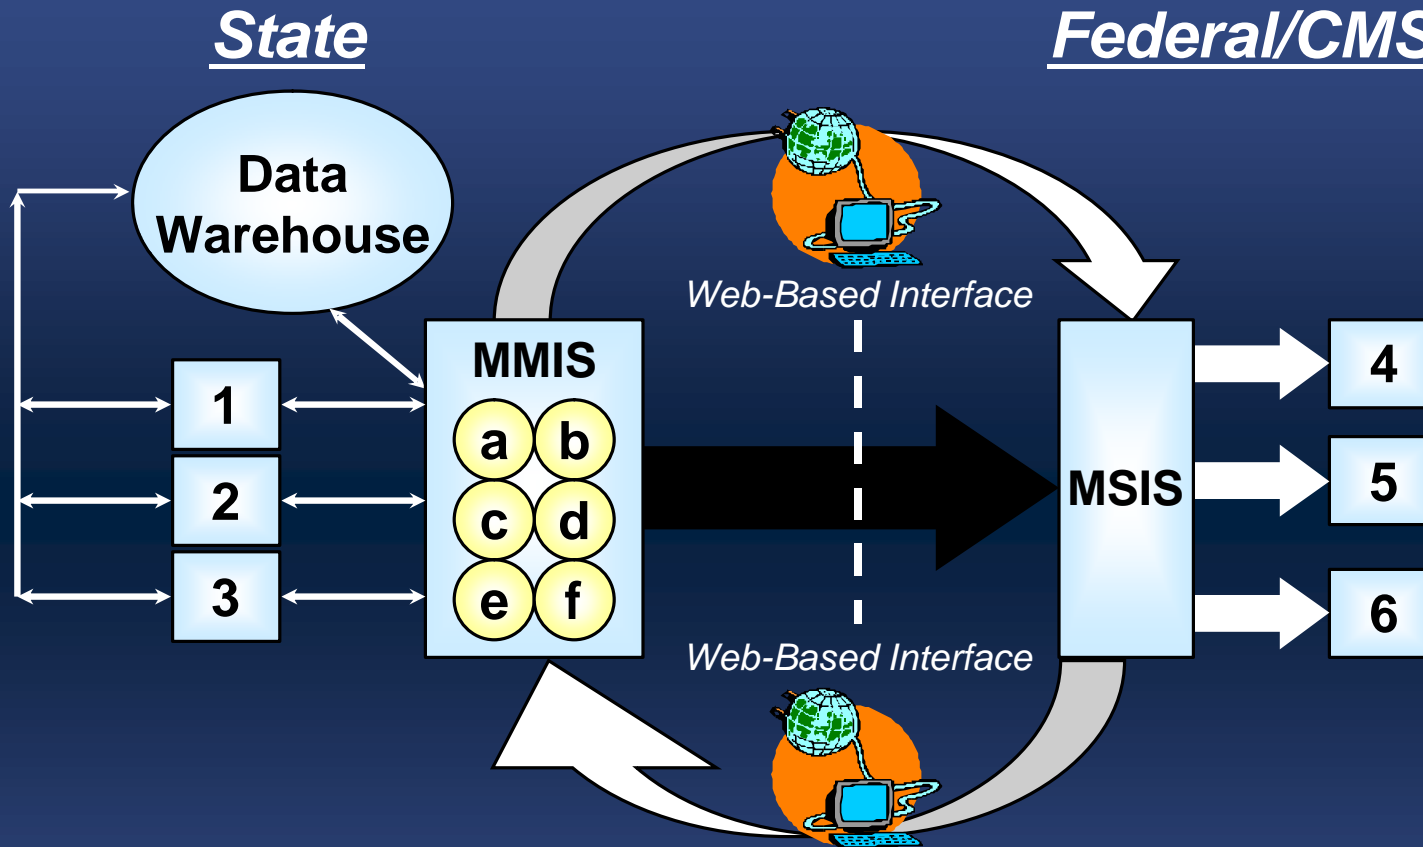 State
Federal/CMS
Data
Warehouse
Web-Based Interface
MMIS
a b
c d
e f
1
2
3
MSIS
4
5
6
Web-Based Interface